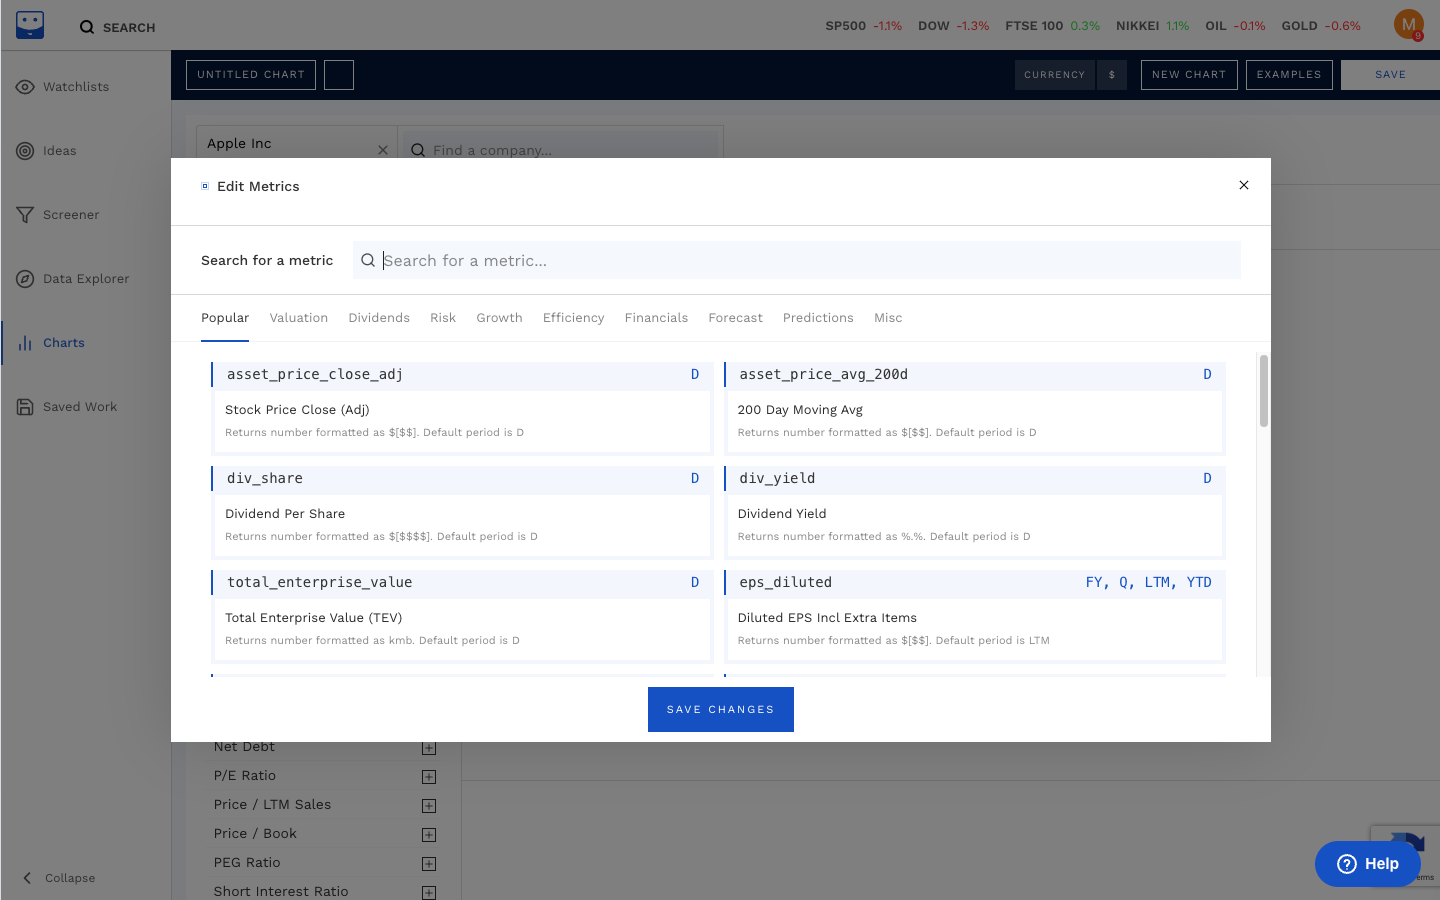 SEARCH
SP500 -1.1% DOW -1.3% FTSE 100 0.3% NIKKEI 1.1% OIL -0.1% GOLD -0.6%
M
9
Watchlists
Ideas
Screener
Data Explorer
Charts
Saved Work
Collapse
UNTITLED CHART
CURRENCY $
NEW CHART
EXAMPLES
SAVE
Apple Inc
Find a company...
Edit Metrics
Search for a metric
Search for a metric...
Popular Valuation Dividends Risk Growth Efficiency Financials Forecast Predictions Misc
asset_price_close_adj D
Stock Price Close (Adj)
Returns number formatted as $[$$]. Default period is D
asset_price_avg_200d D
200 Day Moving Avg
Returns number formatted as $[$$]. Default period is D
div_share D
Dividend Per Share
Returns number formatted as $[$$$$]. Default period is D
div_yield D
Dividend Yield
Returns number formatted as %.%. Default period is D
total_enterprise_value D
Total Enterprise Value (TEV)
Returns number formatted as kmb. Default period is D
eps_diluted FY, Q, LTM, YTD
Diluted EPS Incl Extra Items
Returns number formatted as $[$$]. Default period is LTM
SAVE CHANGES
Net Debt
P/E Ratio
Price / LTM Sales
Price / Book
PEG Ratio
Short Interest Ratio
Help